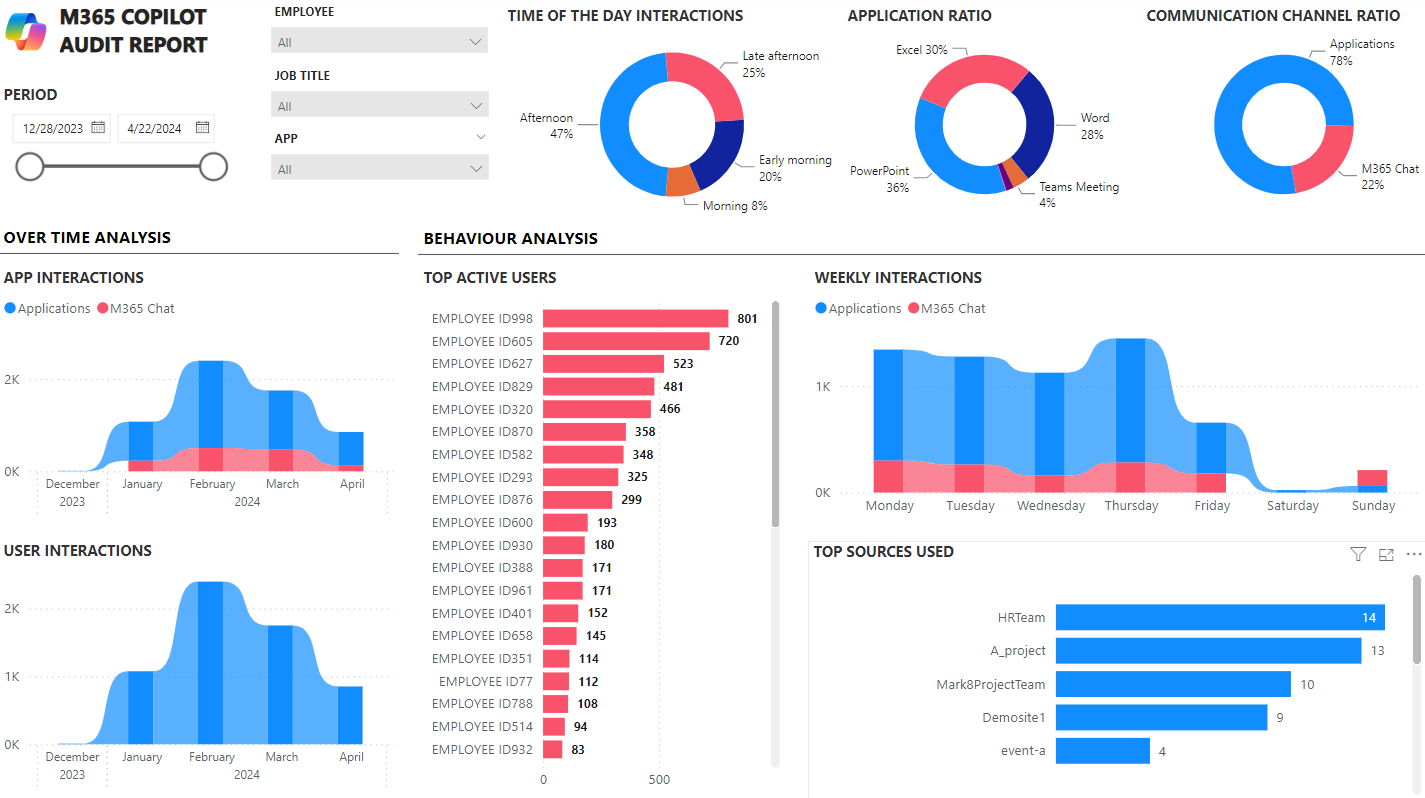 M365 COPILOT
AUDIT REPORT
PERIOD
12/28/2023
4/22/2024
EMPLOYEE
All
JOB TITLE
All
APP
All
TIME OF THE DAY INTERACTIONS
Late afternoon
25%
Afternoon
47%
Early morning
20%
Morning 8%
APPLICATION RATIO
Excel 30%
Word
28%
PowerPoint
36%
Teams Meeting
4%
COMMUNICATION CHANNEL RATIO
Applications
78%
M365 Chat
22%
OVER TIME ANALYSIS
APP INTERACTIONS
Applications M365 Chat
2K
0K
December January February March April
2023 2024
USER INTERACTIONS
2K
1K
0K
December January February March April
2023 2024
BEHAVIOUR ANALYSIS
TOP ACTIVE USERS
EMPLOYEE ID998 801
EMPLOYEE ID605 720
EMPLOYEE ID627 523
EMPLOYEE ID829 481
EMPLOYEE ID320 466
EMPLOYEE ID870 358
EMPLOYEE ID582 348
EMPLOYEE ID293 325
EMPLOYEE ID876 299
EMPLOYEE ID600 193
EMPLOYEE ID930 180
EMPLOYEE ID388 171
EMPLOYEE ID961 171
EMPLOYEE ID401 152
EMPLOYEE ID658 145
EMPLOYEE ID351 114
EMPLOYEE ID77 112
EMPLOYEE ID788 108
EMPLOYEE ID514 94
EMPLOYEE ID932 83
0 500
WEEKLY INTERACTIONS
Applications M365 Chat
1K
0K
Monday Tuesday Wednesday Thursday Friday Saturday Sunday
TOP SOURCES USED
HRTeam 14
A_project 13
Mark8ProjectTeam 10
Demosite1 9
event-a 4